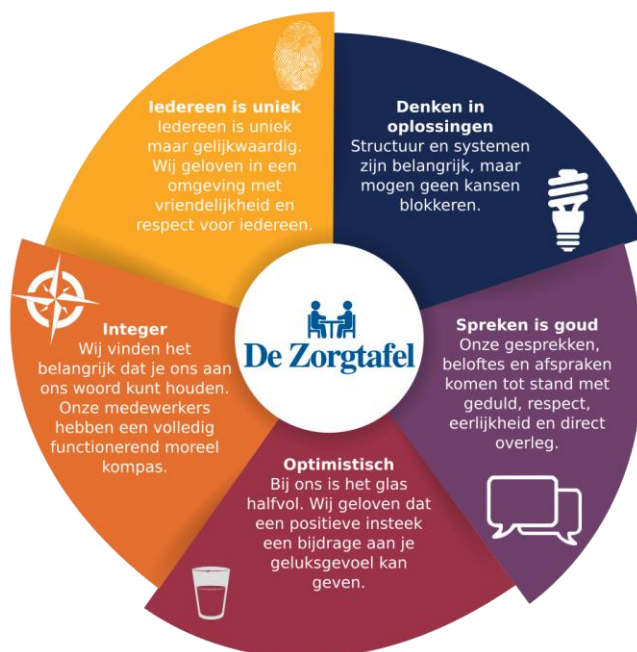 Iedereen is uniek
Iedereen is uniek
maar gelijkwaardig.
Wij geloven in een
omgeving met
vriendelijkheid en
respect voor iedereen.
Denken in
oplossingen
Structuur en systemen
zijn belangrijk, maar
mogen geen kansen
blokkeren.
Spreken is goud
Onze gesprekken,
beloftes en afspraken
komen tot stand met
geduld, respect,
eerlijkheid en direct
overleg.
Optimistisch
Bij ons is het glas
halfvol. Wij geloven dat
een positieve insteek
een bijdrage aan je
geluksgevoel kan
geven.
Integer
Wij vinden het
belangrijk dat je ons aan
ons woord kunt houden.
Onze medewerkers
hebben een volledig
functionerend moreel
kompas.
De Zorgtafel